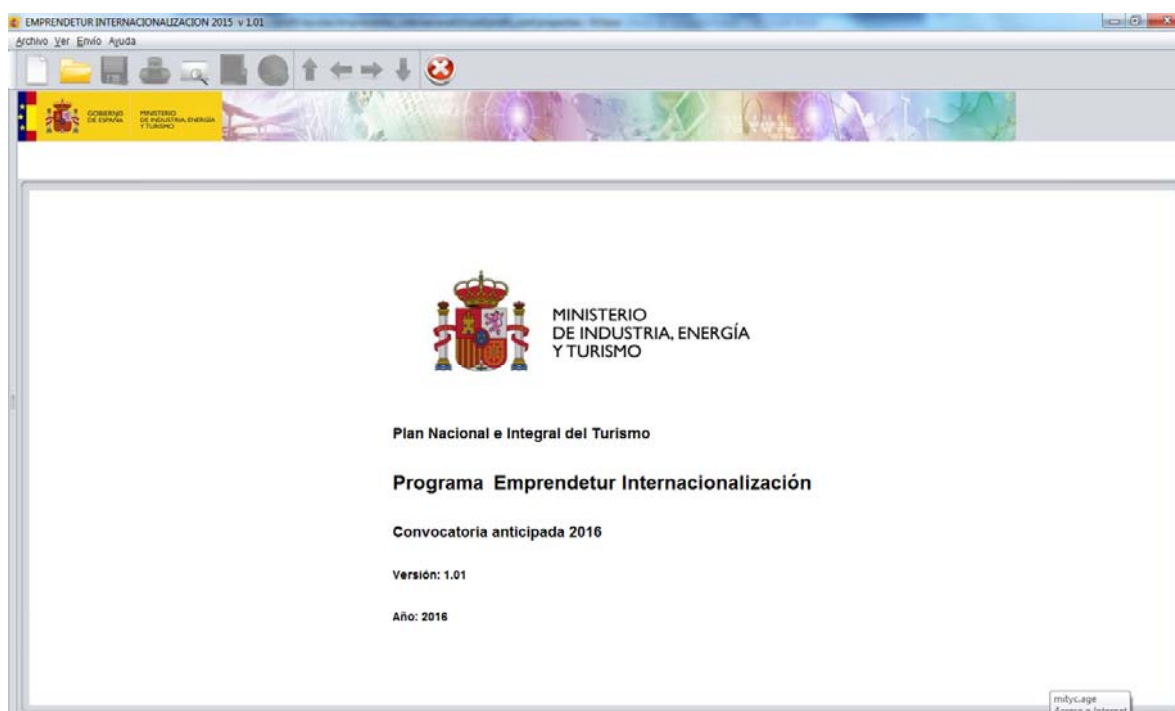 EMPRENDETUR INTERNACIONALIZACION 2015 v 1.01
Archivo Ver Envío Ayuda
GOBIERNO
DE ESPAÑA
MINISTERIO
DE INDUSTRIA, ENERGÍA
Y TURISMO
MINISTERIO
DE INDUSTRIA, ENERGÍA
Y TURISMO
Plan Nacional e Integral del Turismo
Programa Emprendetur Internacionalización
Convocatoria anticipada 2016
Versión: 1.01
Año: 2016
mityc.age
Acceso a Internet